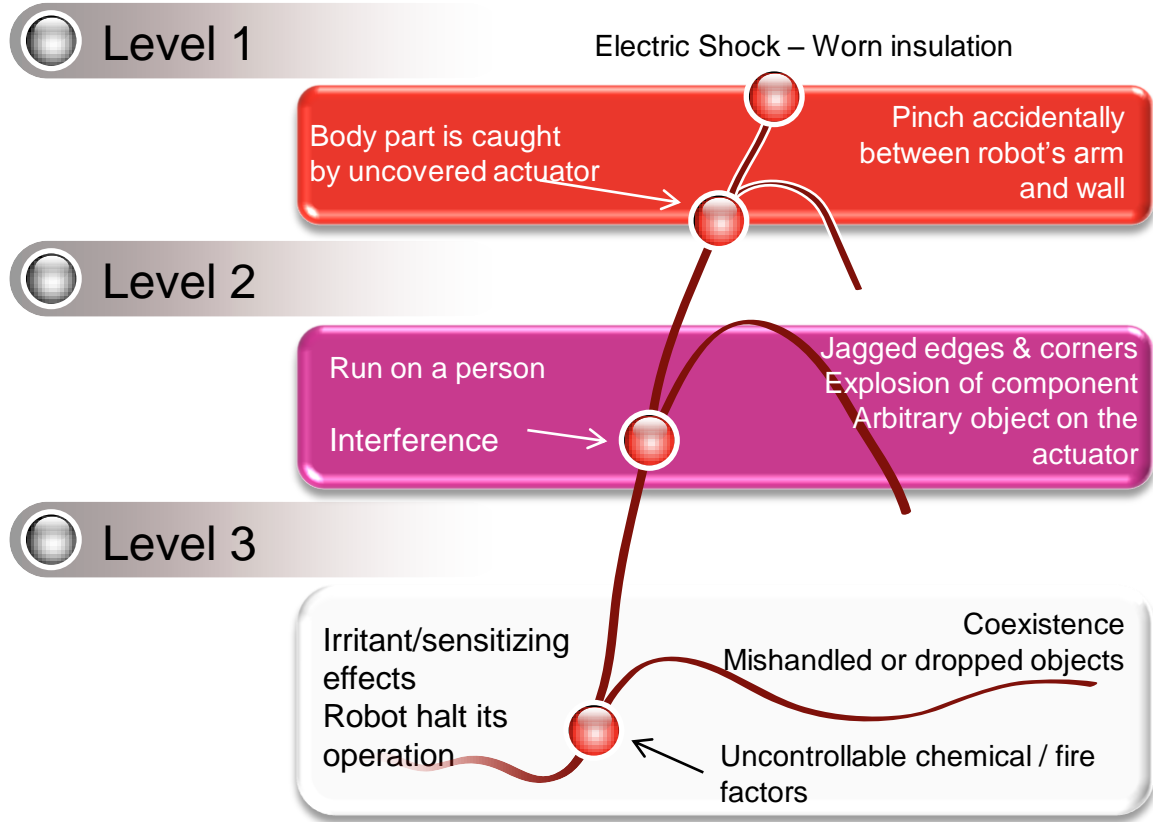 Level 1
Electric Shock – Worn insulation
Body part is caught
by uncovered actuator
Pinch accidentally
between robot’s arm
and wall
Level 2
Run on a person
Interference
Jagged edges & corners
Explosion of component
Arbitrary object on the
actuator
Level 3
Irritant/sensitizing
effects
Robot halt its
operation
Coexistence
Mishandled or dropped objects
Uncontrollable chemical / fire
factors